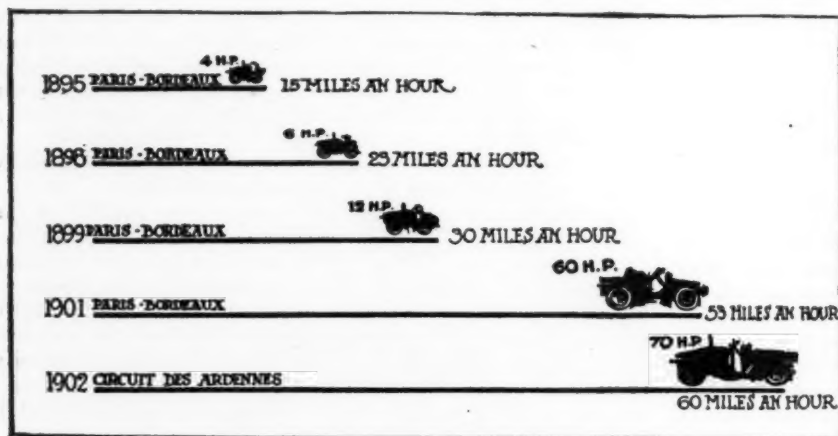 4 H.P.
1895 PARIS-BORDEAUX 15 MILES AN HOUR
6 H.P.
1898 PARIS-BORDEAUX 23 MILES AN HOUR
12 H.P.
1899 PARIS-BORDEAUX 30 MILES AN HOUR
60 H.P.
1901 PARIS-BORDEAUX 53 MILES AN HOUR
70 H.P.
1902 CIRCUIT DES ARDENNES
60 MILES AN HOUR